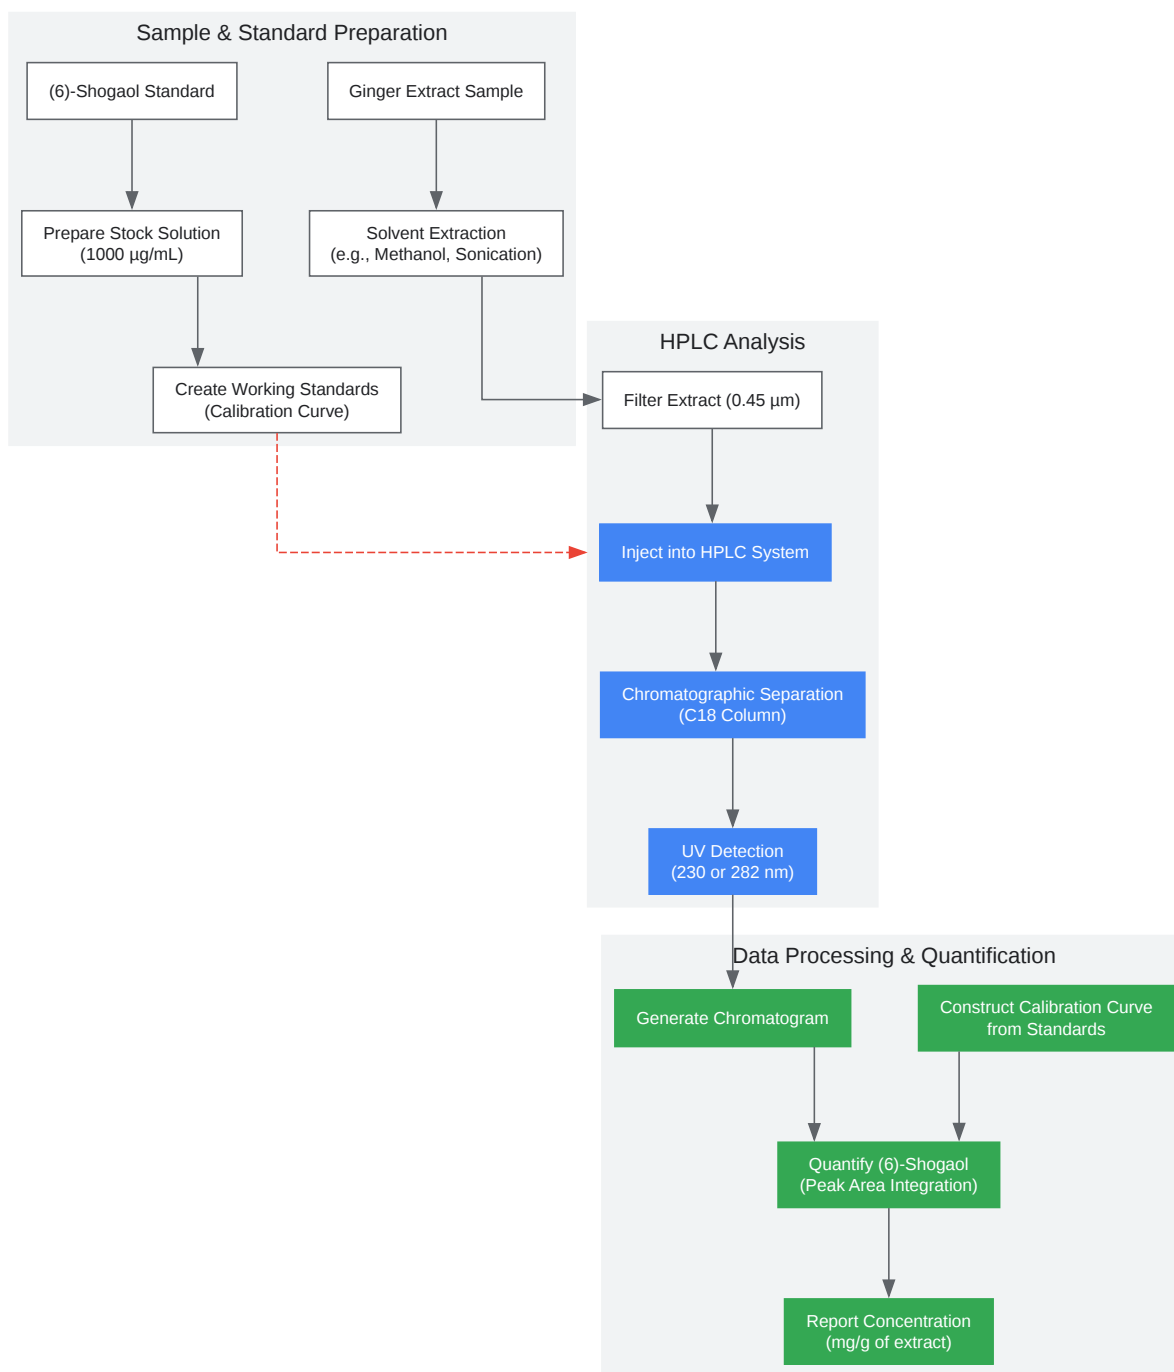 Sample & Standard Preparation
(6)-Shogaol Standard
Ginger Extract Sample
Prepare Stock Solution
(1000 µg/mL)
Solvent Extraction
(e.g., Methanol, Sonication)
Create Working Standards
(Calibration Curve)
HPLC Analysis
Filter Extract (0.45 µm)
Inject into HPLC System
Chromatographic Separation
(C18 Column)
UV Detection
(230 or 282 nm)
Data Processing & Quantification
Generate Chromatogram
Construct Calibration Curve
from Standards
Quantify (6)-Shogaol
(Peak Area Integration)
Report Concentration
(mg/g of extract)